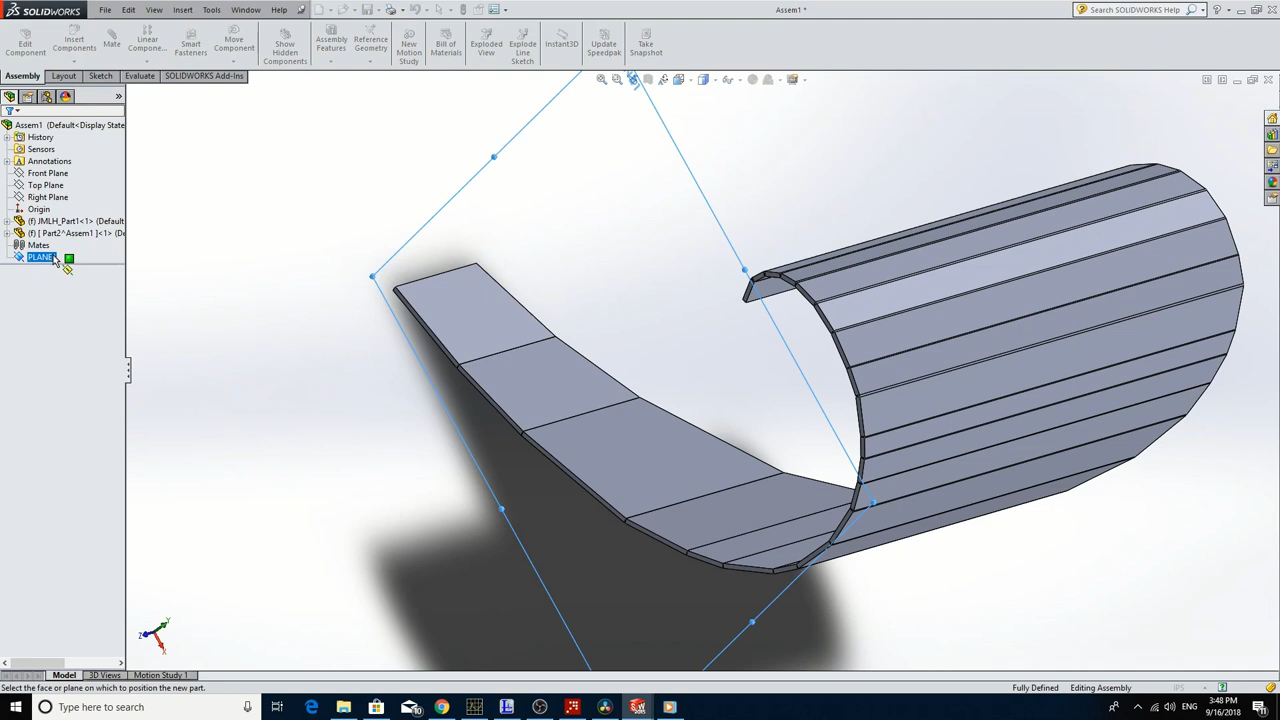 SOLIDWORKS File Edit View Insert Tools Window Help Assem1 * Search SOLIDWORKS Help
Edit Component
Insert Components
Mate
Linear Componen...
Smart Fasteners
Move Component
Show Hidden Components
Assembly Features
Reference Geometry
New Motion Study
Bill of Materials
Exploded View
Explode Line Sketch
Instant3D
Update Speedpak
Take Snapshot
Assembly Layout Sketch Evaluate SOLIDWORKS Add-Ins
Assem1 (Default<Display State
History
Sensors
Annotations
Front Plane
Top Plane
Right Plane
Origin
(f) JMLH_Part1<1> (Default
(f) [ Part2^Assem1 ]<1> (De
Mates
PLANE
Y
Z
X
Model 3D Views Motion Study 1
Select the face or plane on which to position the new part. Fully Defined Editing Assembly IPS
Type here to search ENG 3:48 PM
9/16/2018